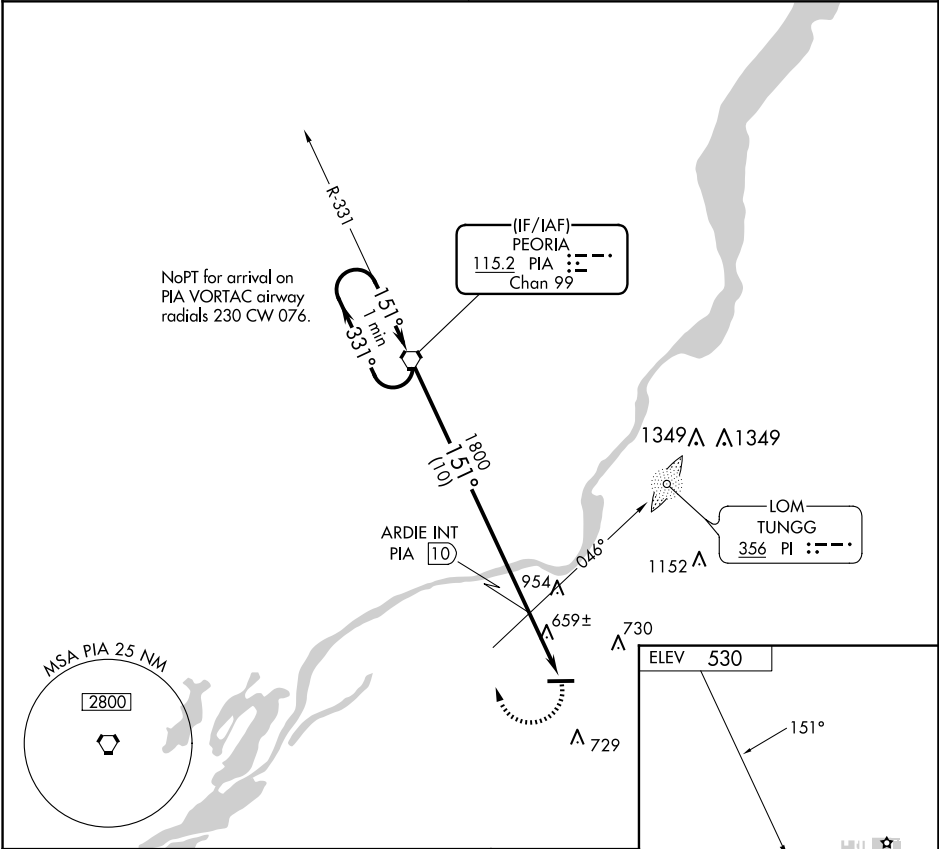 R-331
(IF/IAF)
PEORIA
115.2 PIA
Chan 99
NoPT for arrival on
PIA VORTAC airway
radials 230 CW 076.
151°
1 min
331°
1800
151°
(10)
1349 1349
LOM
TUNGG
356 PI
ARDIE INT
PIA 10
046°
1152
954
659±
730
MSA PIA 25 NM
2800
729
ELEV 530
151°